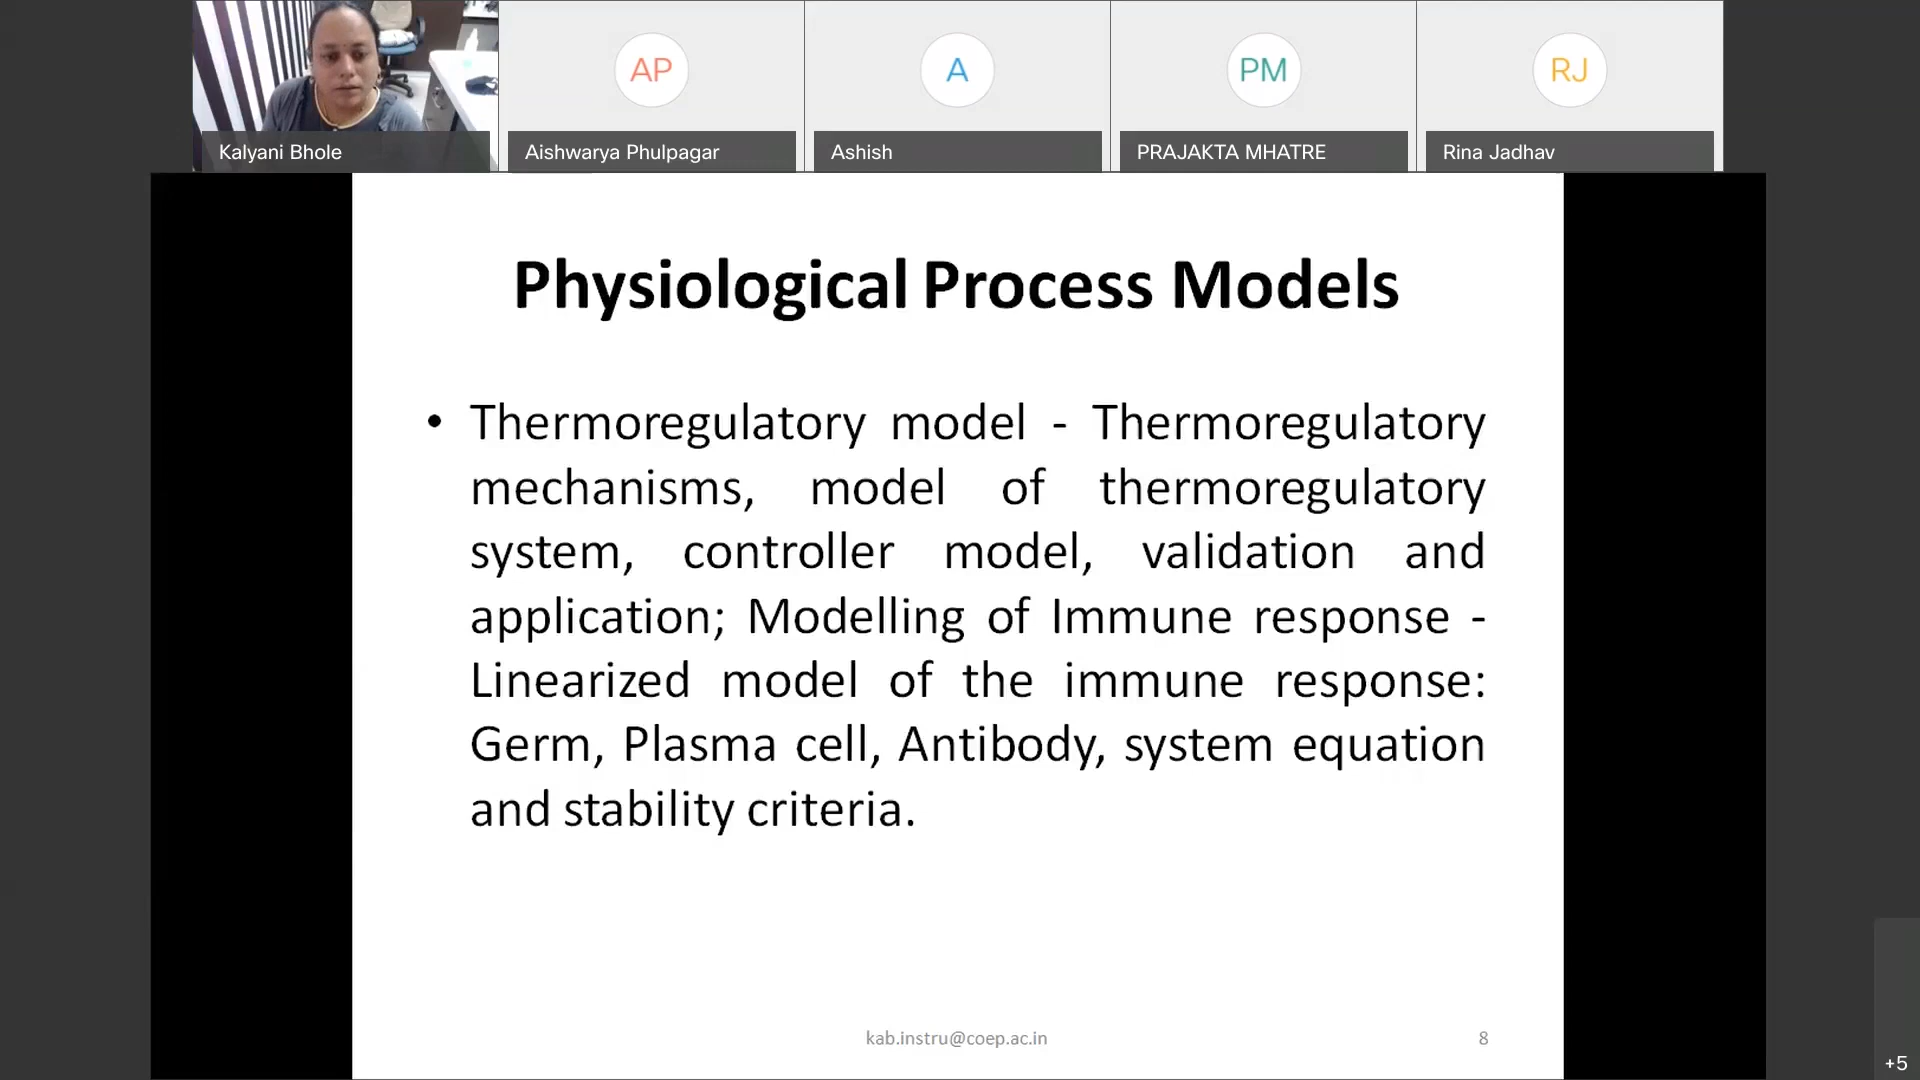 AP
A
PM
RJ
Kalyani Bhole
Aishwarya Phulpagar
Ashish
PRAJAKTA MHATRE
Rina Jadhav
Physiological Process Models
• Thermoregulatory model - Thermoregulatory
mechanisms, model of thermoregulatory
system, controller model, validation and
application; Modelling of Immune response -
Linearized model of the immune response:
Germ, Plasma cell, Antibody, system equation
and stability criteria.
kab.instru@coep.ac.in
8
+5